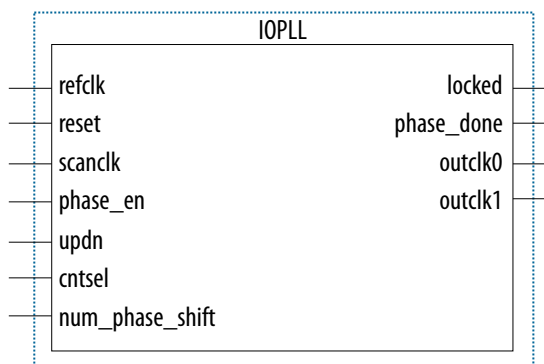 IOPLL
refclk
reset
scanclk
phase_en
updn
cntsel
num_phase_shift
locked
phase_done
outclk0
outclk1